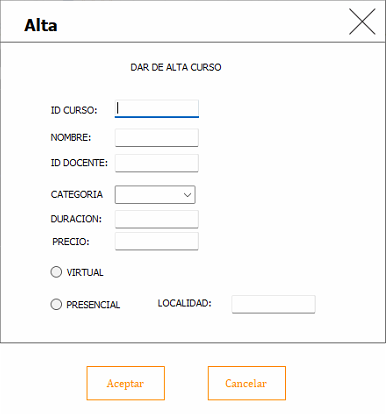 Alta
DAR DE ALTA CURSO
ID CURSO:
NOMBRE:
ID DOCENTE:
CATEGORIA
DURACION:
PRECIO:
VIRTUAL
PRESENCIAL LOCALIDAD:
Aceptar Cancelar